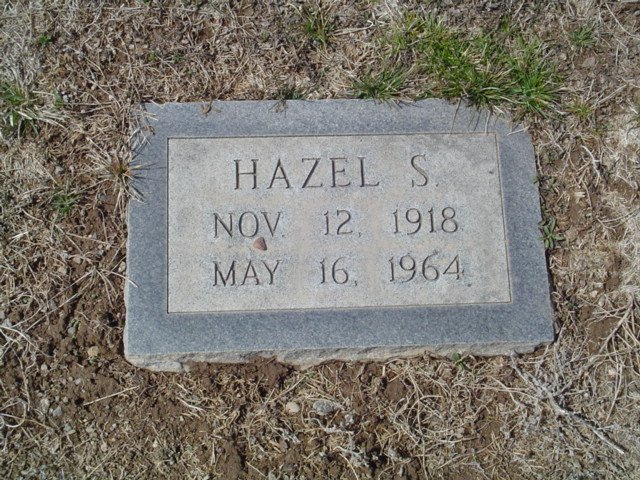 HAZEL S.
NOV. 12, 1918
MAY 16, 1964